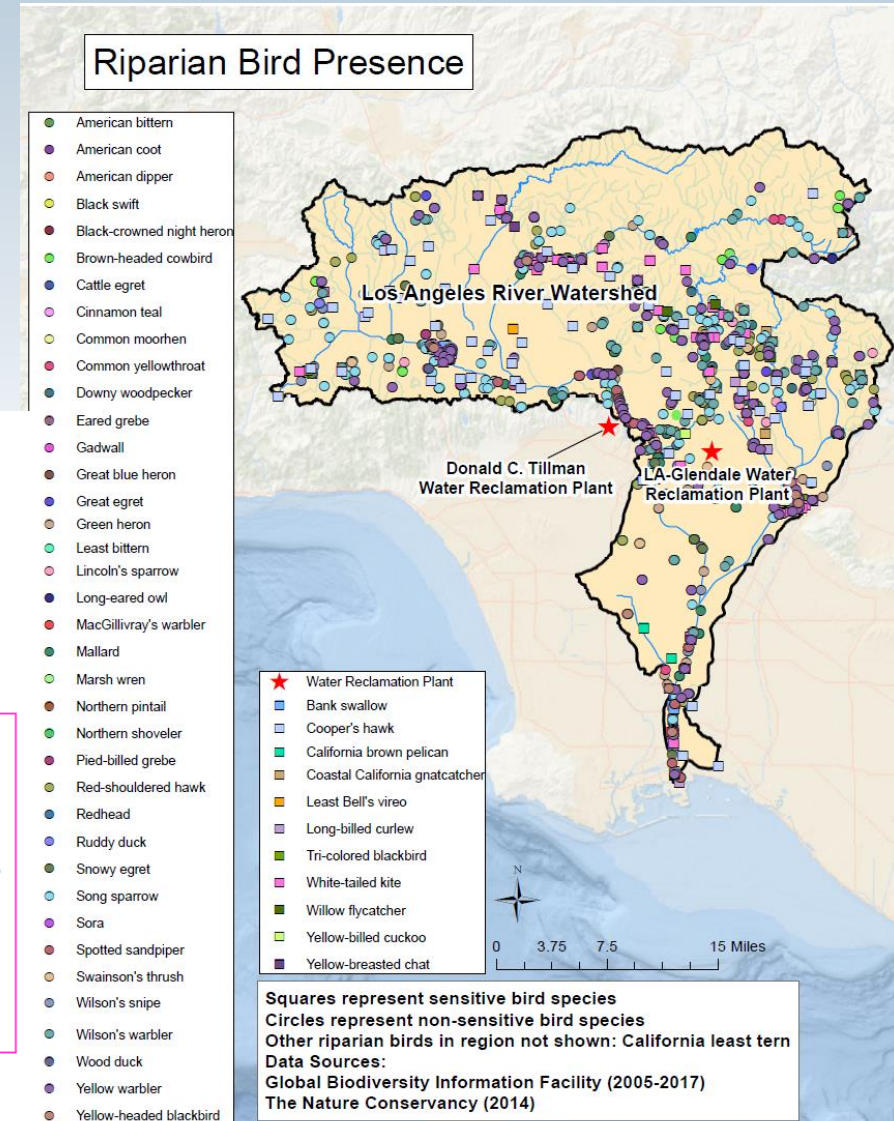 Riparian Bird Presence
American bittern
American coot
American dipper
Black swift
Black-crowned night heron
Brown-headed cowbird
Cattle egret
Cinnamon teal
Common moorhen
Common yellowthroat
Downy woodpecker
Eared grebe
Gadwall
Great blue heron
Great egret
Green heron
Least bittern
Lincoln's sparrow
Long-eared owl
MacGillivray's warbler
Mallard
Marsh wren
Northern pintail
Northern shoveler
Pied-billed grebe
Red-shouldered hawk
Redhead
Ruddy duck
Snowy egret
Song sparrow
Sora
Spotted sandpiper
Swainson's thrush
Wilson's snipe
Wilson's warbler
Wood duck
Yellow warbler
Yellow-headed blackbird
Los Angeles River Watershed
Donald C. Tillman
Water Reclamation Plant
LA-Glendale Water
Reclamation Plant
Water Reclamation Plant
Bank swallow
Cooper's hawk
California brown pelican
Coastal California gnatcatcher
Least Bell's vireo
Long-billed curlew
Tri-colored blackbird
White-tailed kite
Willow flycatcher
Yellow-billed cuckoo
Yellow-breasted chat
N
0 3.75 7.5 15 Miles
Squares represent sensitive bird species
Circles represent non-sensitive bird species
Other riparian birds in region not shown: California least tern
Data Sources:
Global Biodiversity Information Facility (2005-2017)
The Nature Conservancy (2014)